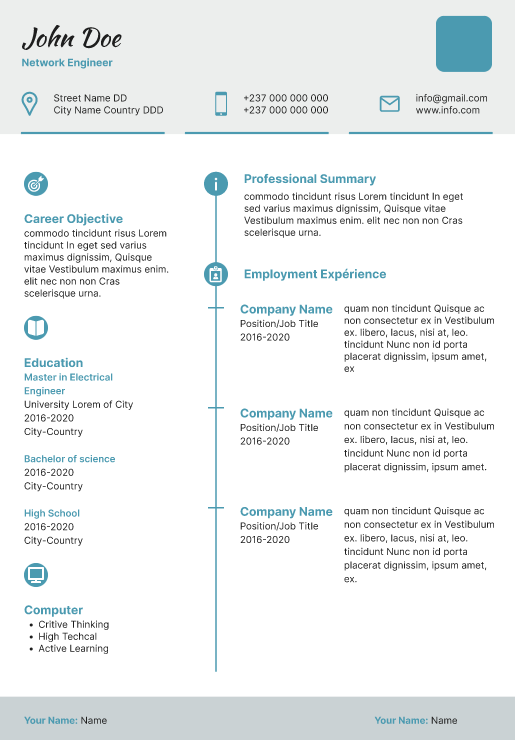 John Doe
Network Engineer
Street Name DD
City Name Country DDD
+237 000 000 000
+237 000 000 000
info@gmail.com
www.info.com
Career Objective
commodo tincidunt risus Lorem
tincidunt In eget sed varius
maximus dignissim, Quisque
vitae Vestibulum maximus enim.
elit nec non non Cras
scelerisque urna.
Education
Master in Electrical
Engineer
University Lorem of City
2016-2020
City-Country
Bachelor of science
2016-2020
City-Country
High School
2016-2020
City-Country
Computer
• Critive Thinking
• High Techcal
• Active Learning
Professional Summary
commodo tincidunt risus Lorem tincidunt In eget
sed varius maximus dignissim, Quisque vitae
Vestibulum maximus enim. elit nec non non Cras
scelerisque urna.
Employment Expérience
Company Name
Position/Job Title
2016-2020
quam non tincidunt Quisque ac
non consectetur ex in Vestibulum
ex. libero, lacus, nisi at, leo.
tincidunt Nunc non id porta
placerat dignissim, ipsum amet,
ex
Company Name
Position/Job Title
2016-2020
quam non tincidunt Quisque ac
non consectetur ex in Vestibulum
ex. libero, lacus, nisi at, leo.
tincidunt Nunc non id porta
placerat dignissim, ipsum amet.
Company Name
Position/Job Title
2016-2020
quam non tincidunt Quisque ac
non consectetur ex in Vestibulum
ex. libero, lacus, nisi at, leo.
tincidunt Nunc non id porta
placerat dignissim, ipsum amet,
ex.
Your Name: Name
Your Name: Name